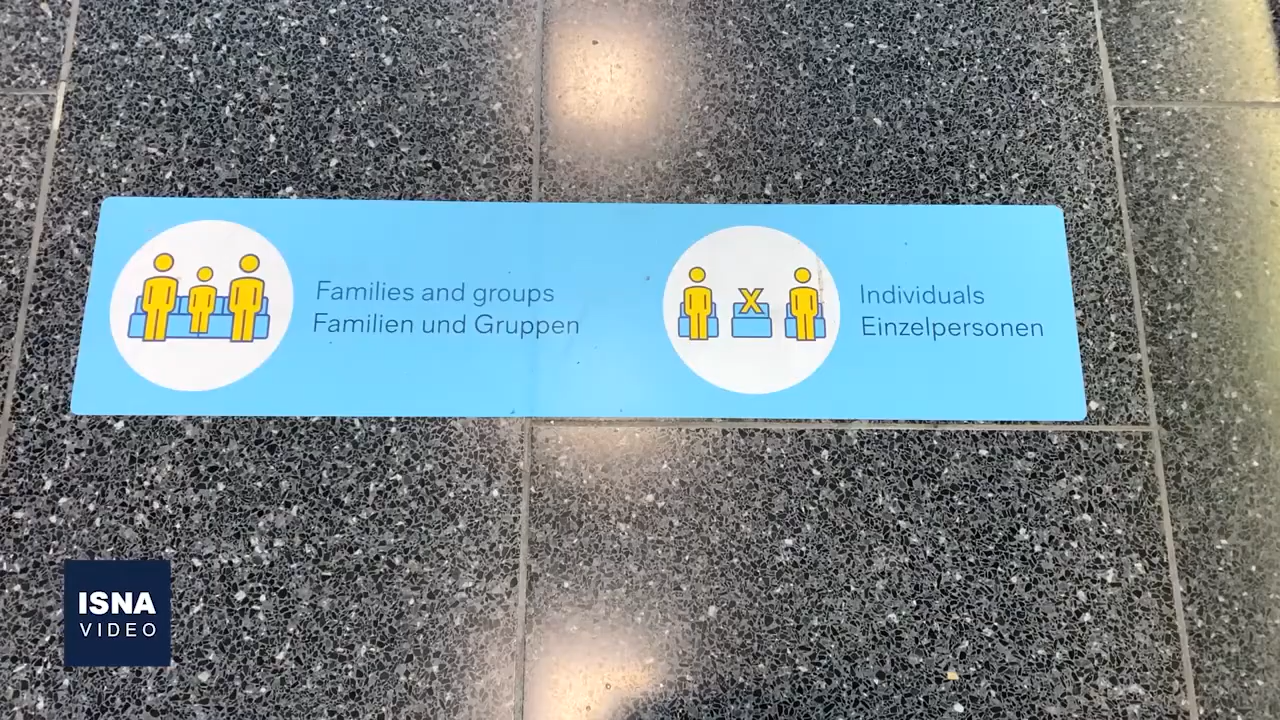 Families and groups
Familien und Gruppen
Individuals
Einzelpersonen
ISNA
VIDEO